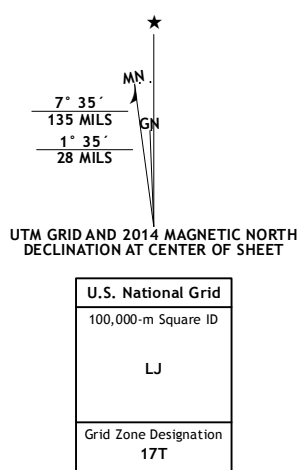 ★
MN
7° 35´
135 MILS
GN
1° 35´
28 MILS
UTM GRID AND 2014 MAGNETIC NORTH
DECLINATION AT CENTER OF SHEET
U.S. National Grid
100,000-m Square ID
LJ
Grid Zone Designation
17T